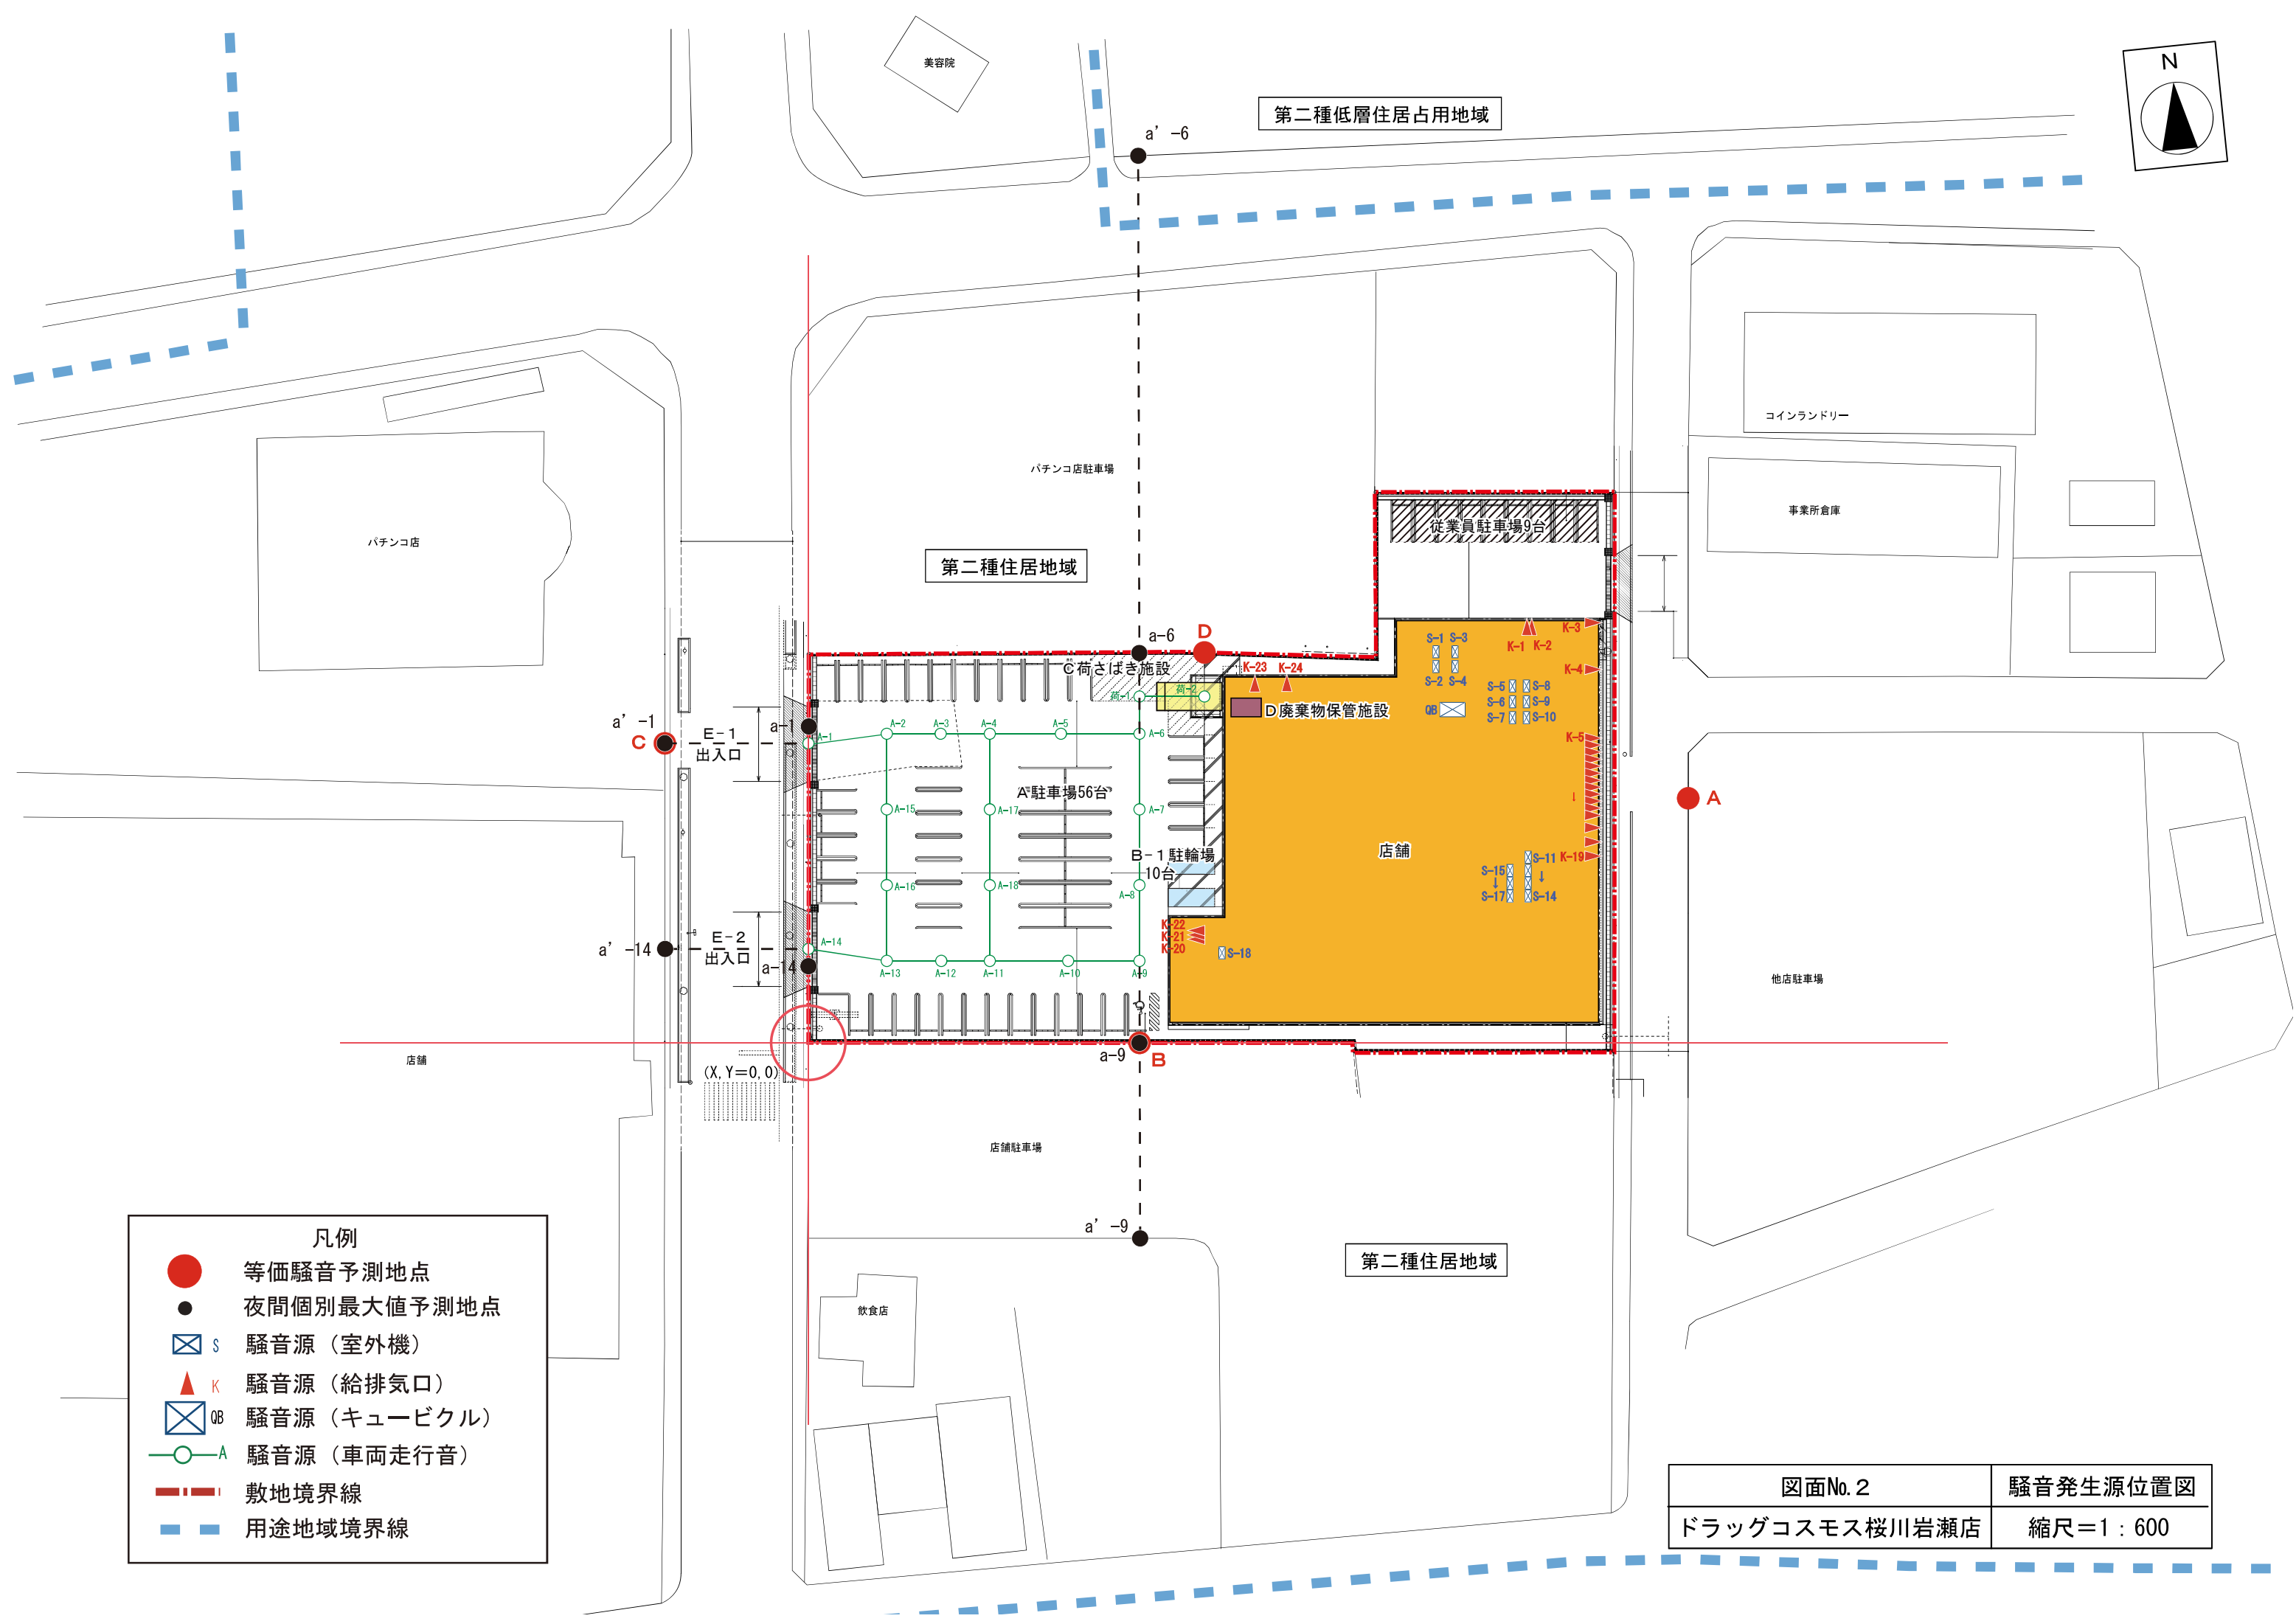 美容院
第二種低層住居占用地域
N
a’-6
コインランドリー
パチンコ店駐車場
事業所倉庫
従業員駐車場9台
パチンコ店
第二種住居地域
a-6
D
C荷さばき施設
K-23
K-24
S-1
S-3
S-2
S-4
K-1
K-2
K-3
K-4
荷-1
荷-2
D廃棄物保管施設
S-5
S-8
S-6
S-9
S-7
S-10
QB
a’-1
C
E-1
出入口
a-1
A-1
A-2
A-3
A-4
A-5
A-6
K-5
↓
A駐車場56台
A
A-15
A-17
A-7
B-1駐輪場
10台
店舗
K-19
S-11
↓
S-14
S-15
↓
S-17
A-16
A-18
A-8
K-22
K-21
K-20
S-18
a’-14
E-2
出入口
a-14
A-14
A-13
A-12
A-11
A-10
A-9
他店駐車場
店舗
(X,Y=0,0)
a-9
B
店舗駐車場
a’-9
第二種住居地域
飲食店
凡例
等価騒音予測地点
夜間個別最大値予測地点
S 騒音源（室外機）
K 騒音源（給排気口）
QB 騒音源（キュービクル）
A 騒音源（車両走行音）
敷地境界線
用途地域境界線
図面№.2
騒音発生源位置図
ドラッグコスモス桜川岩瀬店
縮尺＝1：600